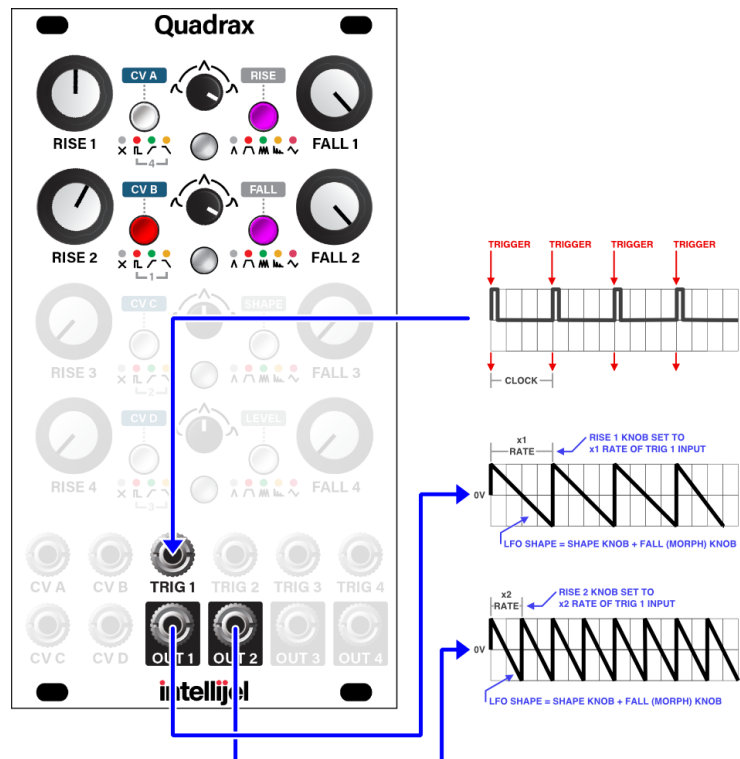 Quadrax
CV A
RISE
RISE 1
4
FALL 1
CV B
FALL
RISE 2
1
FALL 2
CV C
SHAPE
RISE 3
2
FALL 3
CV D
LEVEL
RISE 4
3
FALL 4
CV A
CV B
TRIG 1
TRIG 2
TRIG 3
TRIG 4
CV C
CV D
OUT 1
OUT 2
OUT 3
OUT 4
intellijel
TRIGGER
TRIGGER
TRIGGER
TRIGGER
CLOCK
x1
RATE
RISE 1 KNOB SET TO
x1 RATE OF TRIG 1 INPUT
0V
LFO SHAPE = SHAPE KNOB + FALL (MORPH) KNOB
x2
RATE
RISE 2 KNOB SET TO
x2 RATE OF TRIG 1 INPUT
0V
LFO SHAPE = SHAPE KNOB + FALL (MORPH) KNOB